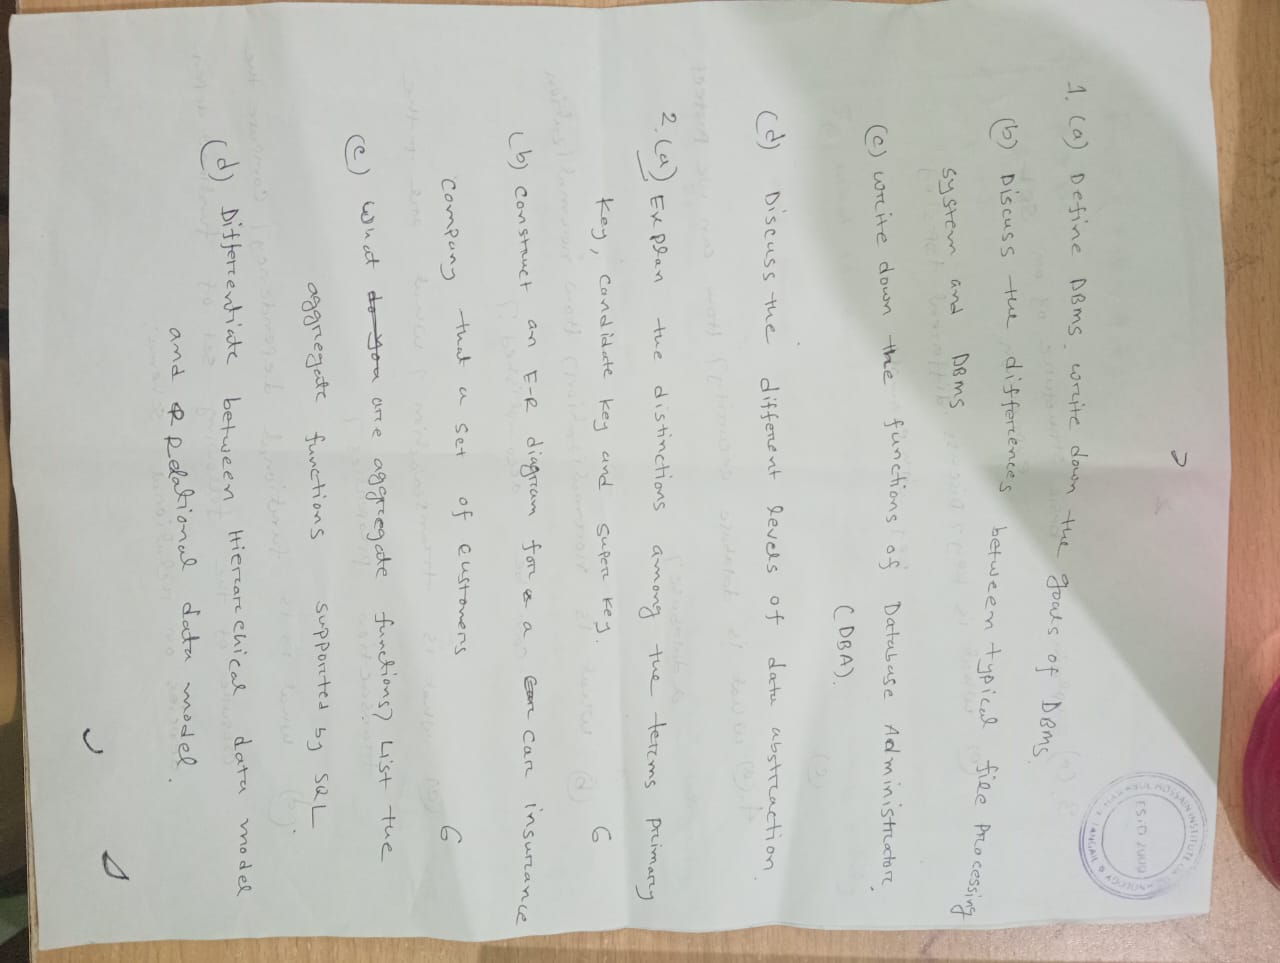 1. (a) Define DBMS. write down the goals of DBMS.
(b) Discuss the differences between typical file processing
system and DBMS
(c) write down the functions of Database Administrator.
(DBA).
(d) Discuss the different levels of data abstraction.
2. (a) Explan the distinctions among the terms primary
key, candidate key and super key. 6
(b) construct an E-R diagram for a car insurance
company that a set of customers 6
(c) what are aggregate functions? List the
aggregate functions supported by SQL.
(d) Differentiate between Hierarchical data model
and Relational data model.
ESTD 2000
TANGAIL